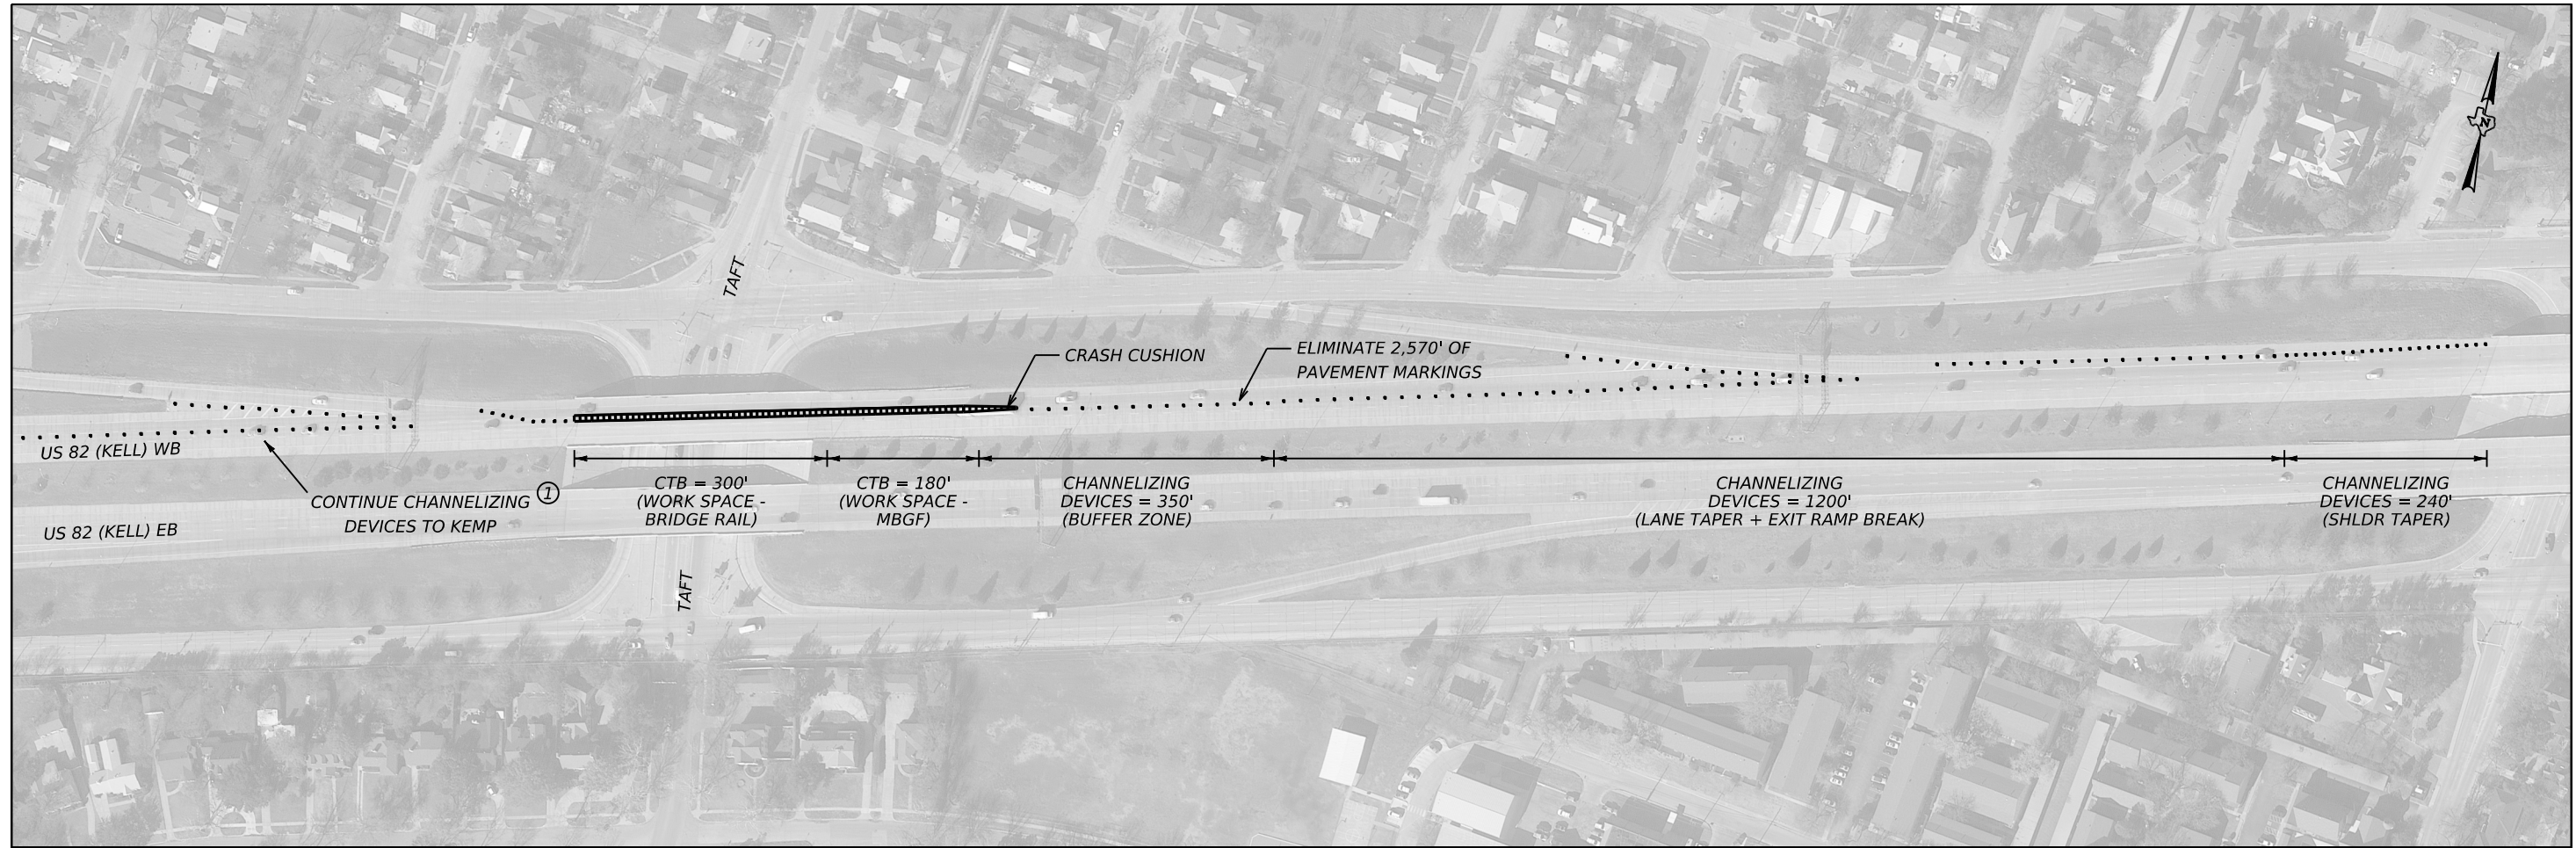 N
TAFT
CRASH CUSHION
ELIMINATE 2,570' OF
PAVEMENT MARKINGS
US 82 (KELL) WB
CONTINUE CHANNELIZING 1
DEVICES TO KEMP
US 82 (KELL) EB
CTB = 300'
(WORK SPACE -
BRIDGE RAIL)
CTB = 180'
(WORK SPACE -
MBGF)
CHANNELIZING
DEVICES = 350'
(BUFFER ZONE)
CHANNELIZING
DEVICES = 1200'
(LANE TAPER + EXIT RAMP BREAK)
CHANNELIZING
DEVICES = 240'
(SHLDR TAPER)
TAFT